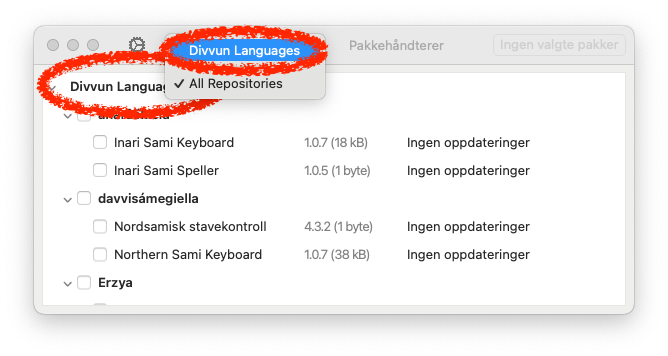 Divvun Languages
Pakkehåndterer
Ingen valgte pakker
All Repositories
Divvun
Inari Sami Keyboard 1.0.7 (18 kB) Ingen oppdateringer
Inari Sami Speller 1.0.5 (1 byte) Ingen oppdateringer
davvisámegiella
Nordsamisk stavekontroll 4.3.2 (1 byte) Ingen oppdateringer
Northern Sami Keyboard 1.0.7 (38 kB) Ingen oppdateringer
Erzya